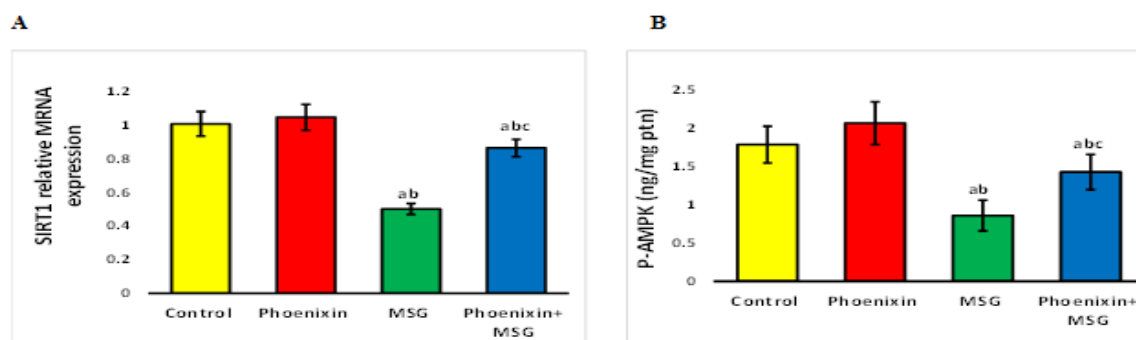 A
SIRT1 relative MRNA
expression
1.2
1
0.8
0.6
0.4
0.2
0
ab
abc
Control
Phoenixin
MSG
Phoenixin+
MSG
B
P-AMPK (ng/mg ptn)
2.5
2
1.5
1
0.5
0
ab
abc
Control
Phoenixin
MSG
Phoenixin+
MSG